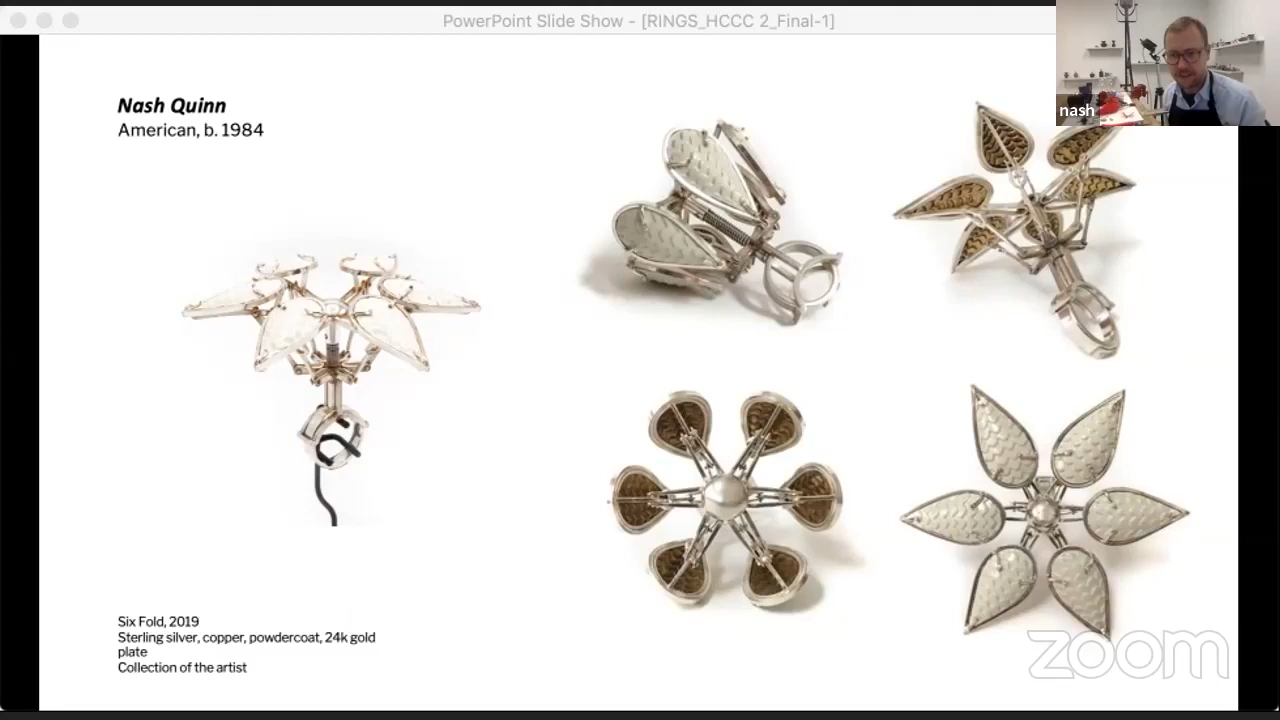 PowerPoint Slide Show - [RINGS_HCCC 2_Final-1]
nash
Nash Quinn
American, b. 1984
Six Fold, 2019
Sterling silver, copper, powdercoat, 24k gold
plate
Collection of the artist
zoom